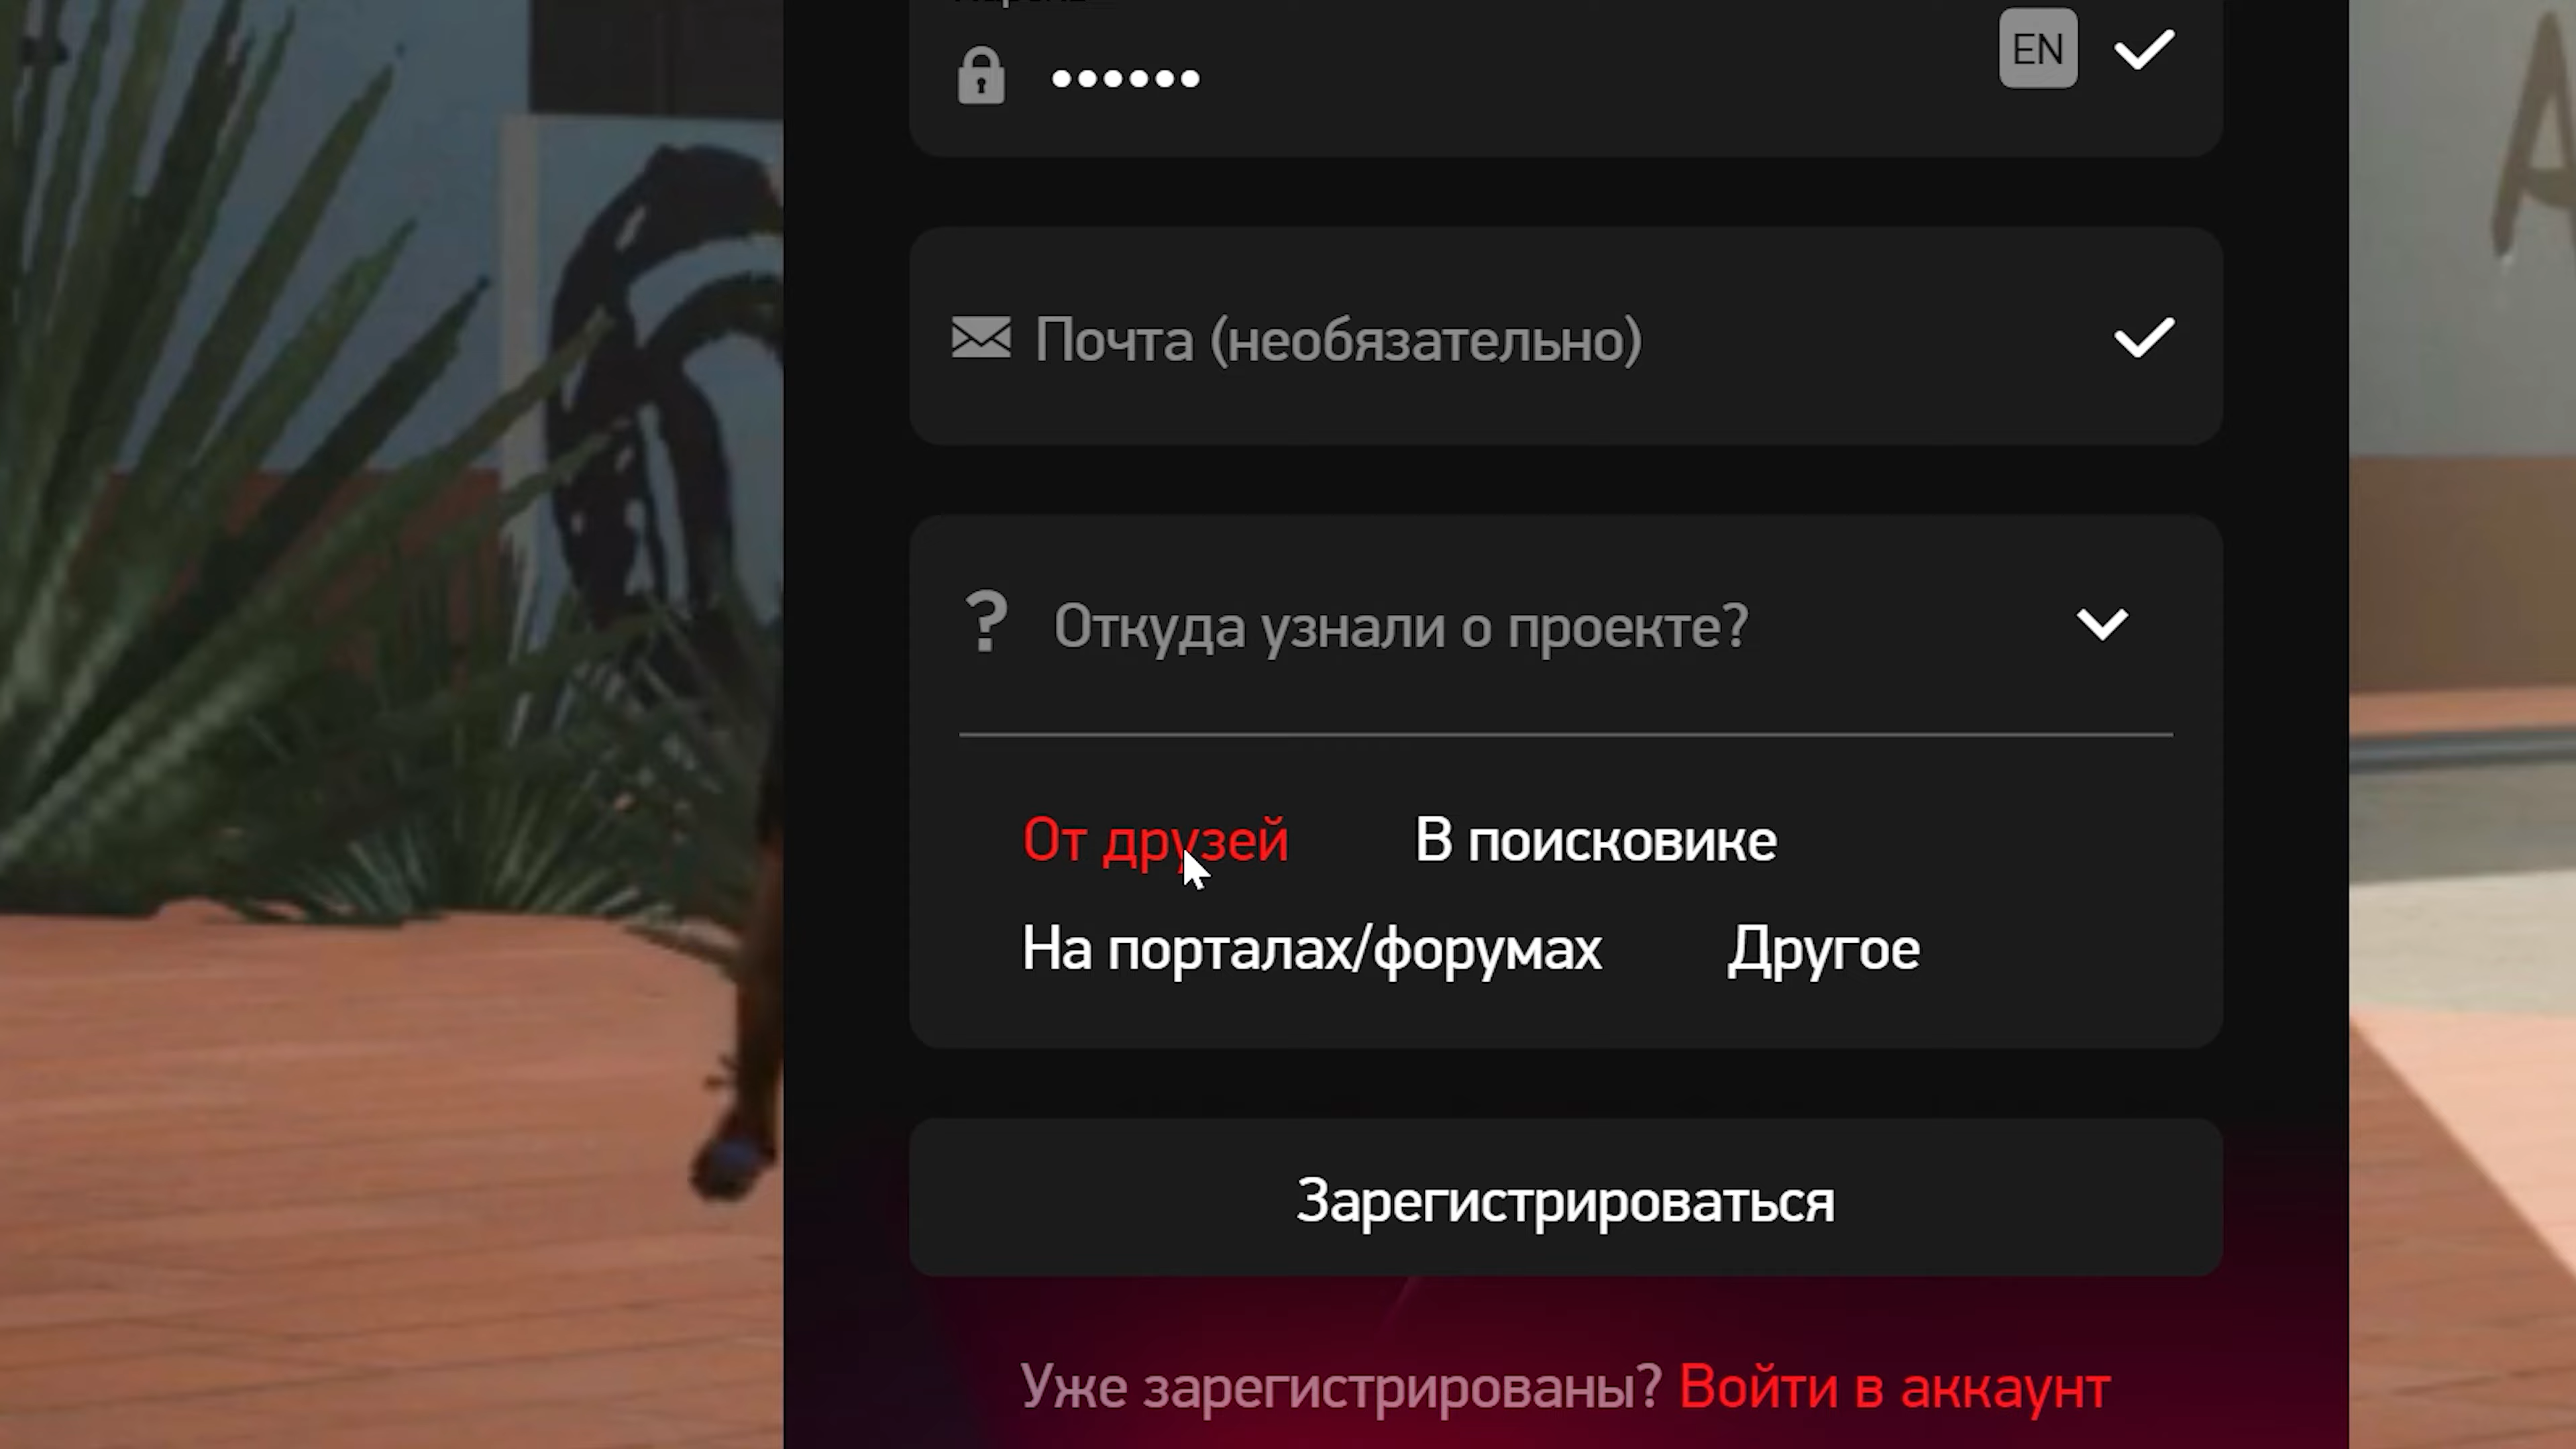 EN
••••••
Почта (необязательно)
? Откуда узнали о проекте?
От друзей В поисковике
На порталах/форумах Другое
Зарегистрироваться
Уже зарегистрированы? Войти в аккаунт